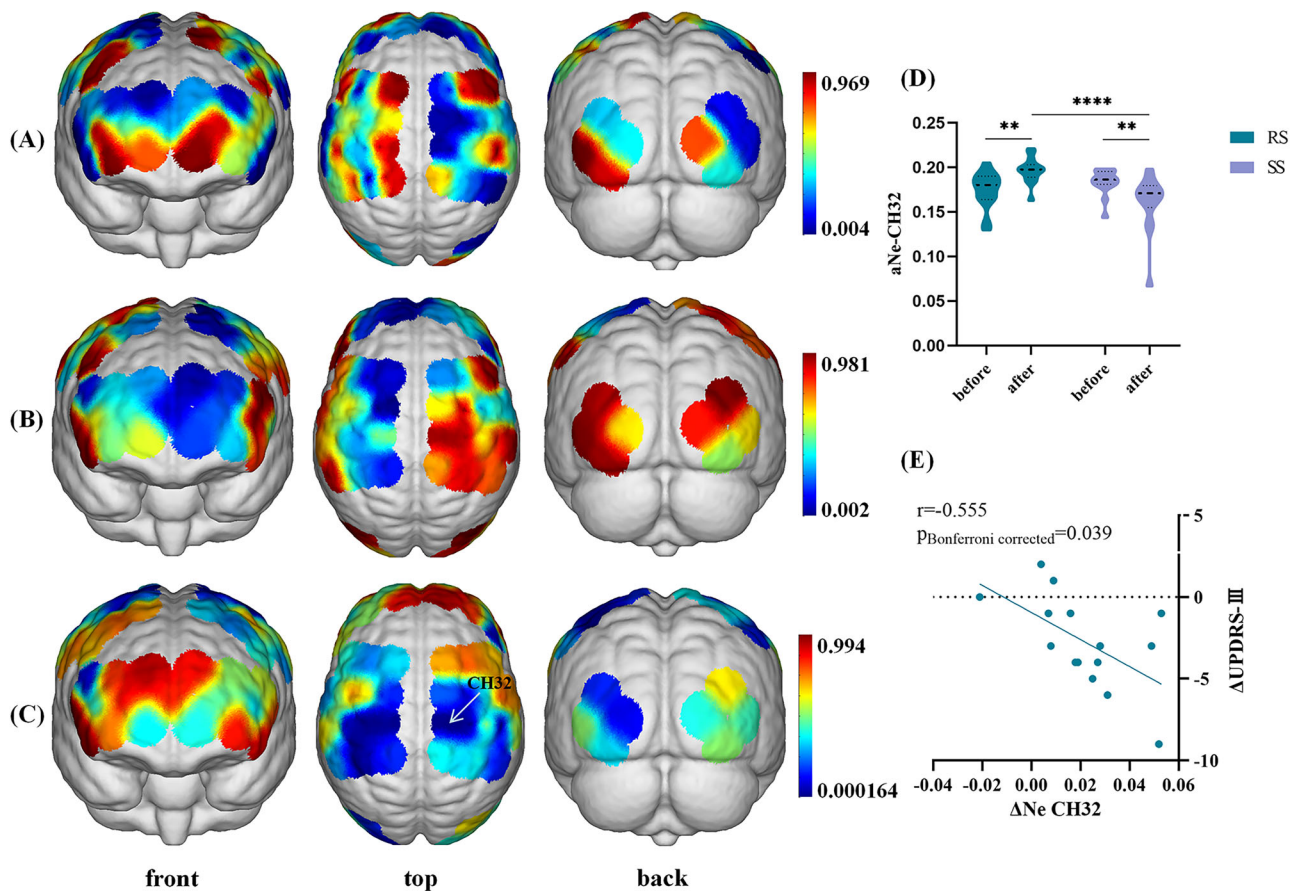 (A)
0.969
0.004
(B)
0.981
0.002
(C)
CH32
0.994
0.000164
front
top
back
(D)
****
**
**
RS
SS
aNe-CH32
0.25
0.20
0.15
0.10
0.05
0.00
before
after
before
after
(E)
r=-0.555
pBonferroni corrected=0.039
5
0
-5
-10
ΔUPDRS-Ⅲ
-0.04
-0.02
0.00
0.02
0.04
0.06
ΔNe CH32